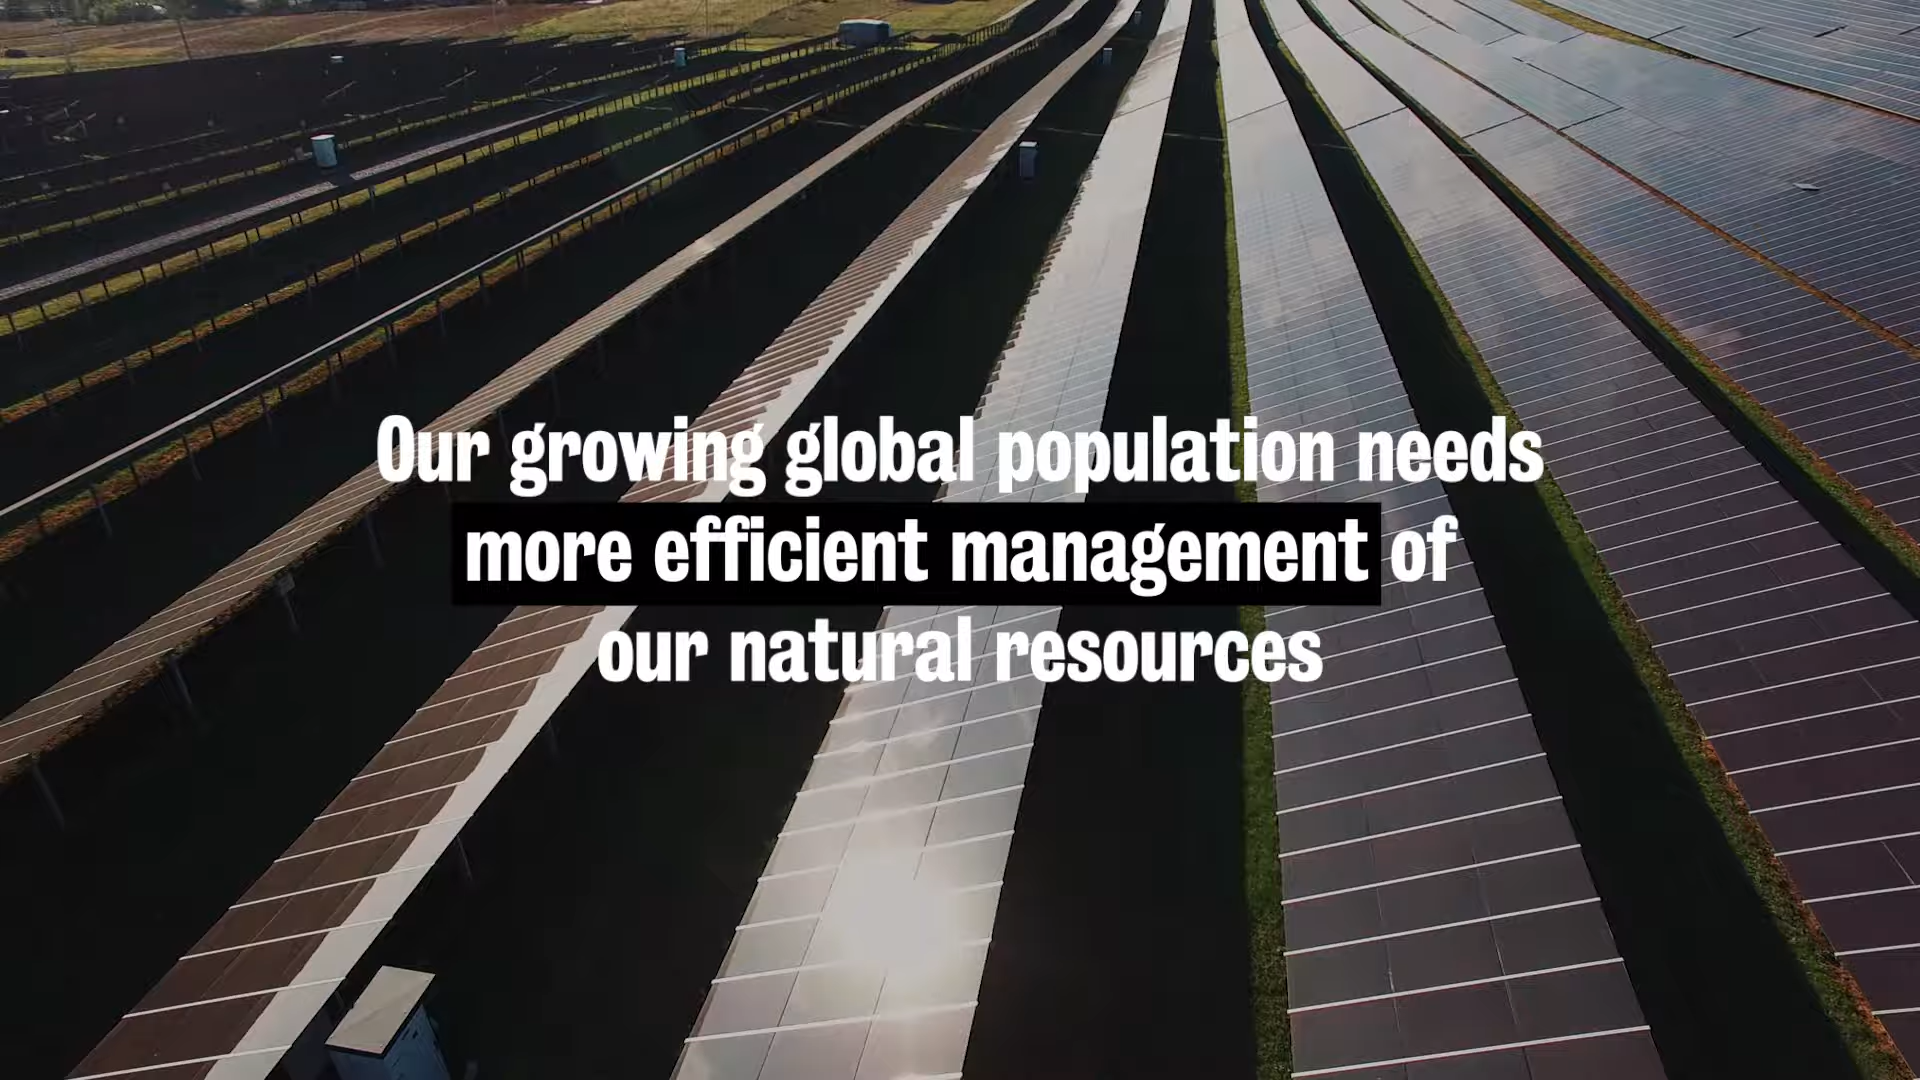 Our growing global population needs
more efficient management of
our natural resources